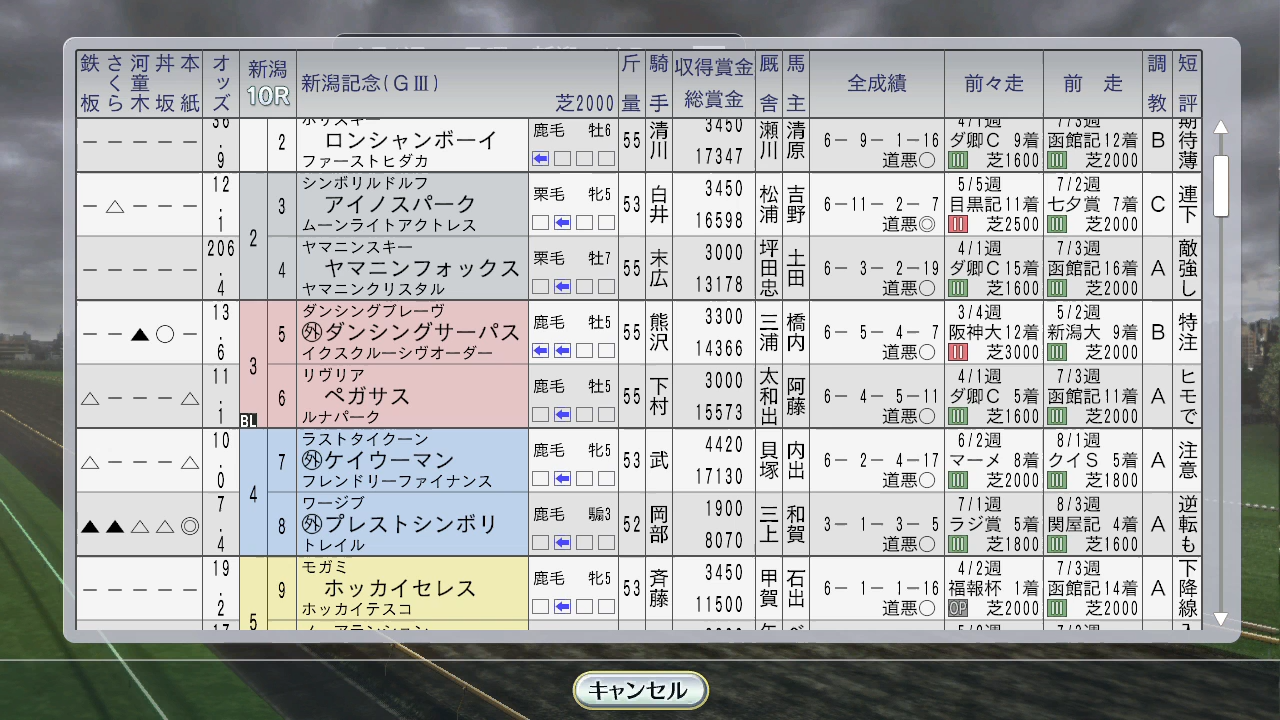 鉄板 さくら 河童木 丼坂 本紙 オッズ 新潟 10R 新潟記念(GⅢ) 芝2000 斤量 騎手 収得賞金 総賞金 厩舎 馬主 全成績 前々走 前走 調教 短評
― ― ― ― ― .9 2 ロンシャンボーイ ファーストヒダカ 鹿毛 牡6 ← 55 清川 3450 17347 瀬川 清原 6- 9- 1-16 道悪○ ダ卿C 9着 Ⅲ 芝1600 函館記12着 Ⅲ 芝2000 B 期待薄
― △ ― ― ― 12.1 2 3 シンボリルドルフ アイノスパーク ムーンライトアクトレス 栗毛 牝5 ← 53 白井 3450 16598 松浦 吉野 6-11- 2- 7 道悪◎ 5/5週 目黒記11着 Ⅱ 芝2500 7/2週 七夕賞 7着 Ⅲ 芝2000 C 連下
― ― ― ― ― 206.4 4 ヤマニンスキー ヤマニンフォックス ヤマニンクリスタル 栗毛 牡7 ← 55 末広 3000 13178 坪田忠 土田 6- 3- 2-19 道悪○ 4/1週 ダ卿C15着 Ⅲ 芝1600 7/3週 函館記16着 Ⅲ 芝2000 A 敵強し
― ― ▲ ○ ― 13.6 3 5 ダンシングブレーヴ 外ダンシングサーパス イクスクルーシヴオーダー 鹿毛 牡5 ← ← 55 熊沢 3300 14366 三浦 橋内 6- 5- 4- 7 道悪○ 3/4週 阪神大12着 Ⅱ 芝3000 5/2週 新潟大 9着 Ⅲ 芝2000 B 特注
△ ― ― ― △ 11.1 BL 6 リヴリア ペガサス ルナパーク 鹿毛 牡5 ← 55 下村 3000 15573 太和出 阿藤 6- 4- 5-11 道悪○ 4/1週 ダ卿C 5着 Ⅲ 芝1600 7/3週 函館記11着 Ⅲ 芝2000 A ヒモで
△ ― ― ― △ 10.0 4 7 ラストタイクーン 外ケイウーマン フレンドリーファイナンス 鹿毛 牝5 ← 53 武 4420 17130 貝塚 内出 6- 2- 4-17 道悪○ 6/2週 マーメ 8着 Ⅲ 芝2000 8/1週 クイS 5着 Ⅲ 芝1800 A 注意
▲ ▲ △ △ ◎ 7.4 8 ワージブ 外プレストシンボリ トレイル 鹿毛 騸3 ← 52 岡部 1900 8070 三上 和賀 3- 1- 3- 5 道悪○ 7/1週 ラジ賞 5着 Ⅲ 芝1800 8/3週 関屋記 4着 Ⅲ 芝1600 A 逆転も
― ― ― ― ― 19.2 5 9 モガミ ホッカイセレス ホッカイテスコ 鹿毛 牝5 ← 53 斉藤 3450 11500 甲賀 石出 6- 1- 1-16 道悪○ 4/2週 福報杯 1着 OP 芝2000 7/3週 函館記14着 Ⅲ 芝2000 A 下降線
キャンセル